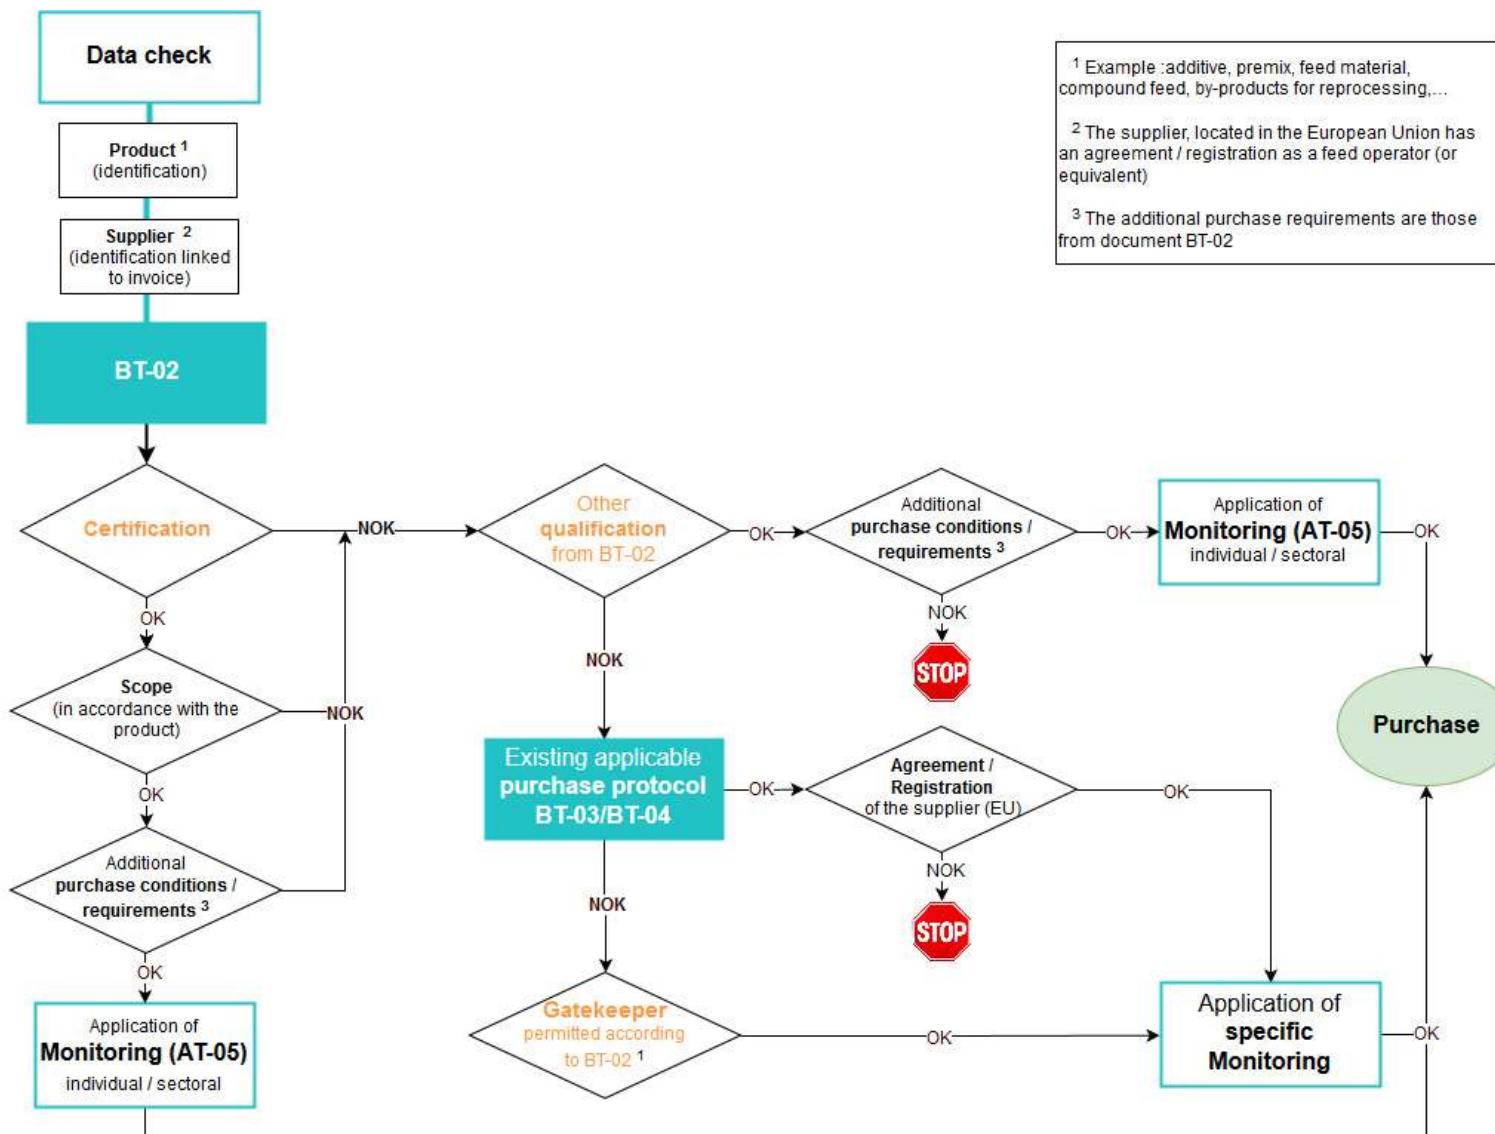 Data check
Product ¹
(identification)
Supplier ²
(identification linked
to invoice)
BT-02
¹ Example :additive, premix, feed material,
compound feed, by-products for reprocessing,...
² The supplier, located in the European Union has
an agreement / registration as a feed operator (or
equivalent)
³ The additional purchase requirements are those
from document BT-02
Certification
NOK
Other
qualification
from BT-02
OK
Additional
purchase conditions /
requirements ³
OK
Application of
Monitoring (AT-05)
individual / sectoral
OK
OK
NOK
STOP
NOK
Scope
(in accordance with the
product)
NOK
Purchase
OK
Existing applicable
purchase protocol
BT-03/BT-04
OK
Agreement /
Registration
of the supplier (EU)
OK
Additional
purchase conditions /
requirements ³
NOK
STOP
NOK
OK
Gatekeeper
permitted according
to BT-02 ¹
OK
Application of
specific
Monitoring
OK
Application of
Monitoring (AT-05)
individual / sectoral